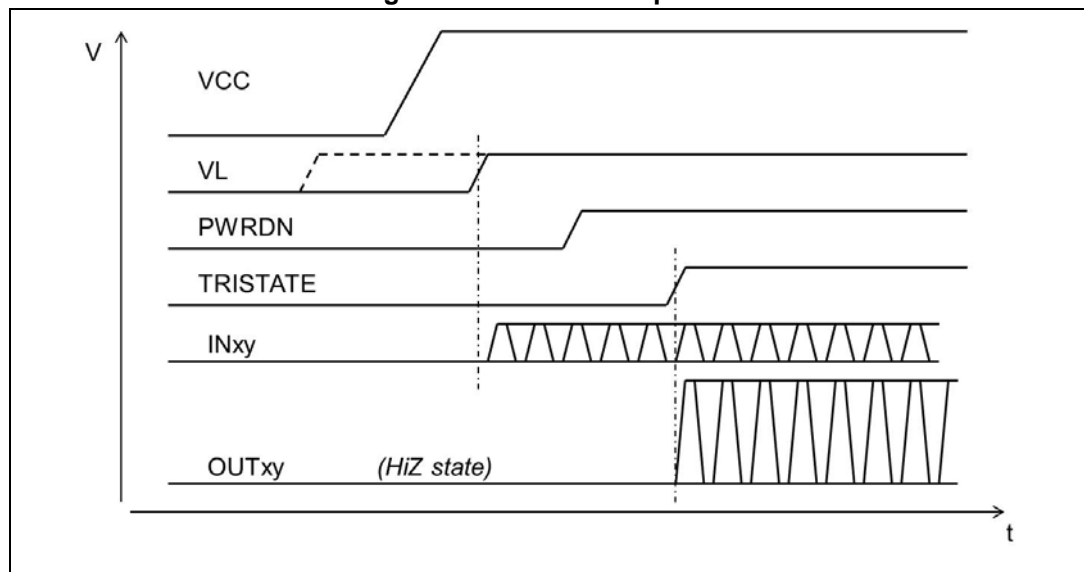 V
VCC
VL
PWRDN
TRISTATE
INxy
OUTxy (HiZ state)
t